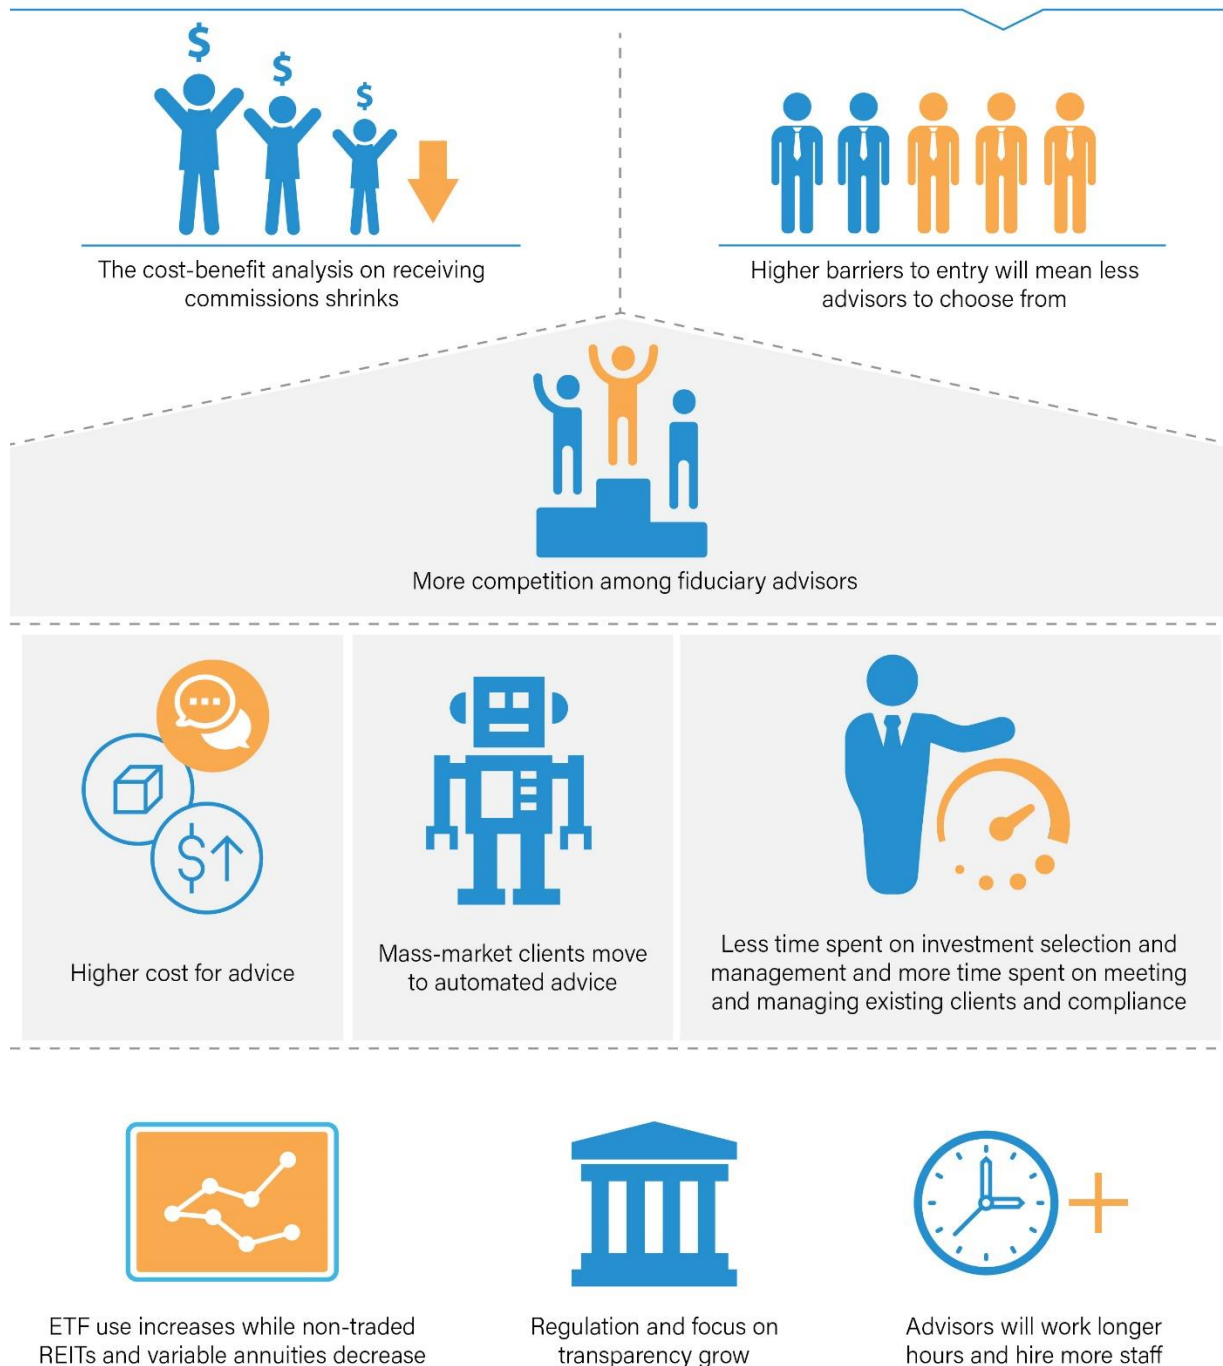 $
$
$
The cost-benefit analysis on receiving
commissions shrinks
Higher barriers to entry will mean less
advisors to choose from
More competition among fiduciary advisors
$
Higher cost for advice
Mass-market clients move
to automated advice
Less time spent on investment selection and
management and more time spent on meeting
and managing existing clients and compliance
ETF use increases while non-traded
REITs and variable annuities decrease
Regulation and focus on
transparency grow
Advisors will work longer
hours and hire more staff